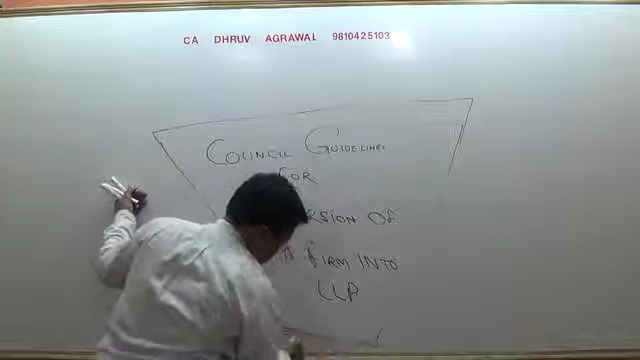 CA DHRUV AGRAWAL 9810425103
COUNCIL GUIDELINES
FOR
RSION OF
FIRM INTO
LLP